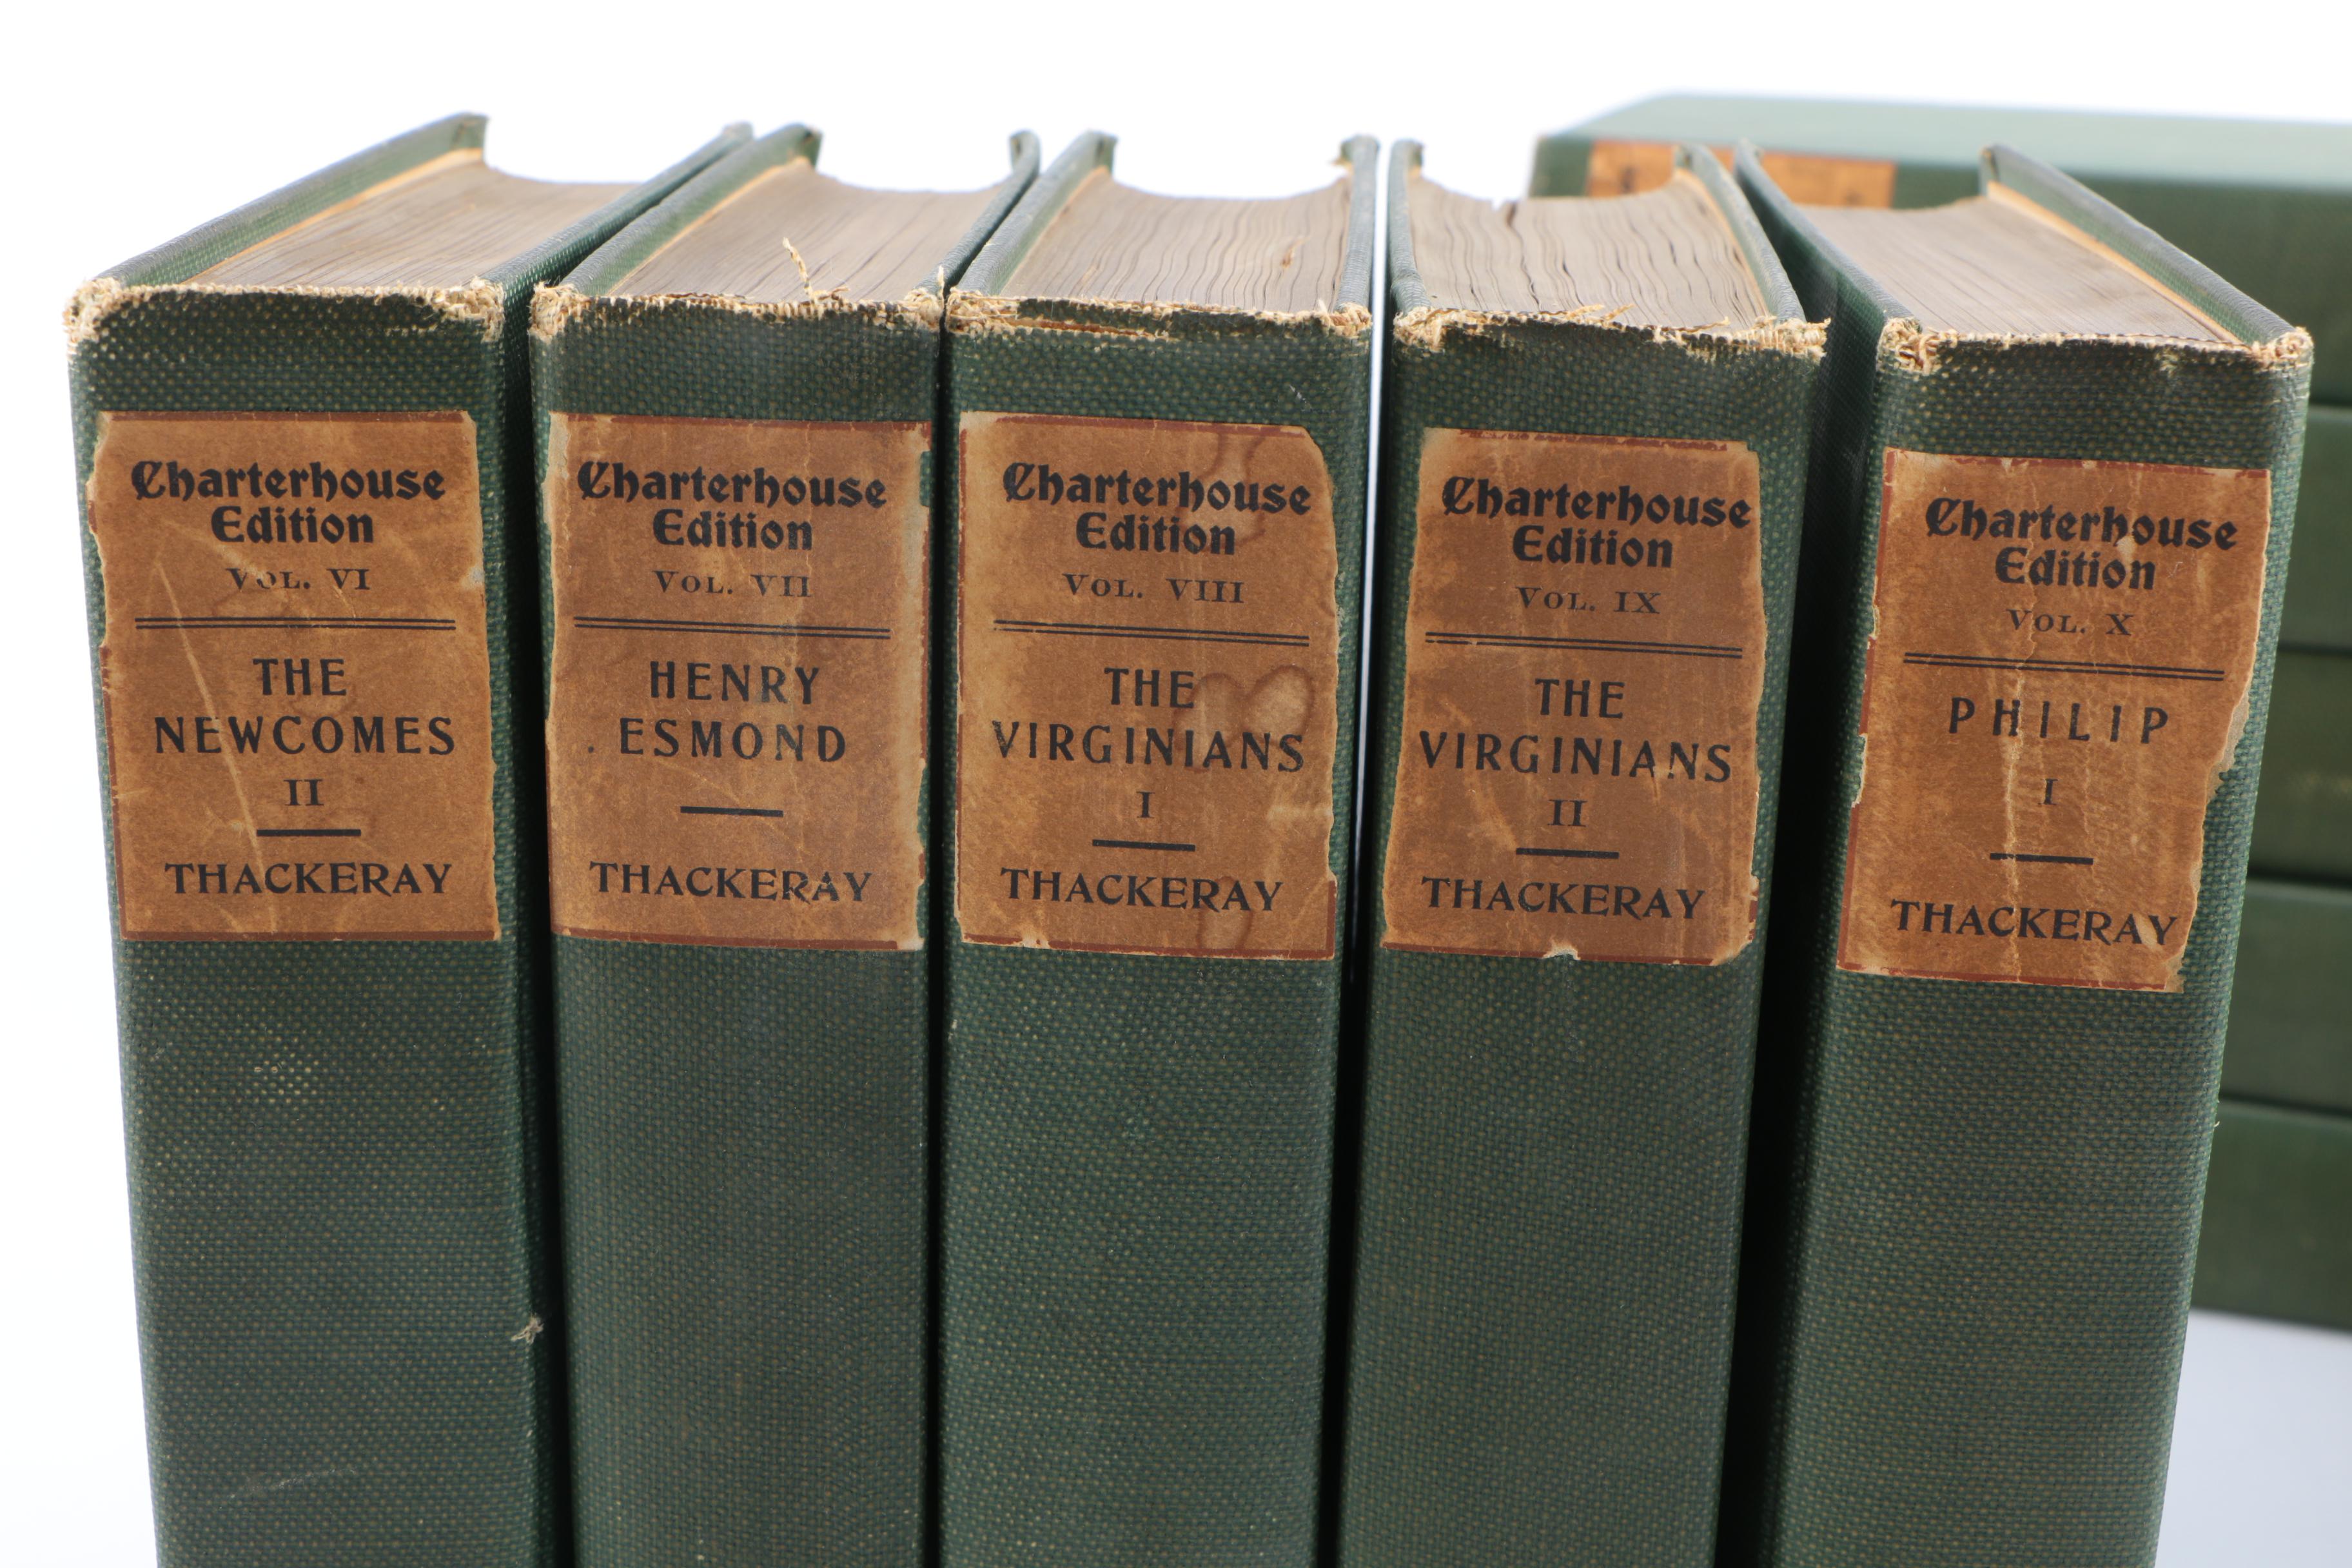 Charterhouse
Edition
VOL. VI
THE
NEWCOMES
II
THACKERAY
Charterhouse
Edition
VOL. VII
HENRY
ESMOND
THACKERAY
Charterhouse
Edition
VOL. VIII
THE
VIRGINIANS
I
THACKERAY
Charterhouse
Edition
VOL. IX
THE
VIRGINIANS
II
THACKERAY
Charterhouse
Edition
VOL. X
PHILIP
I
THACKERAY